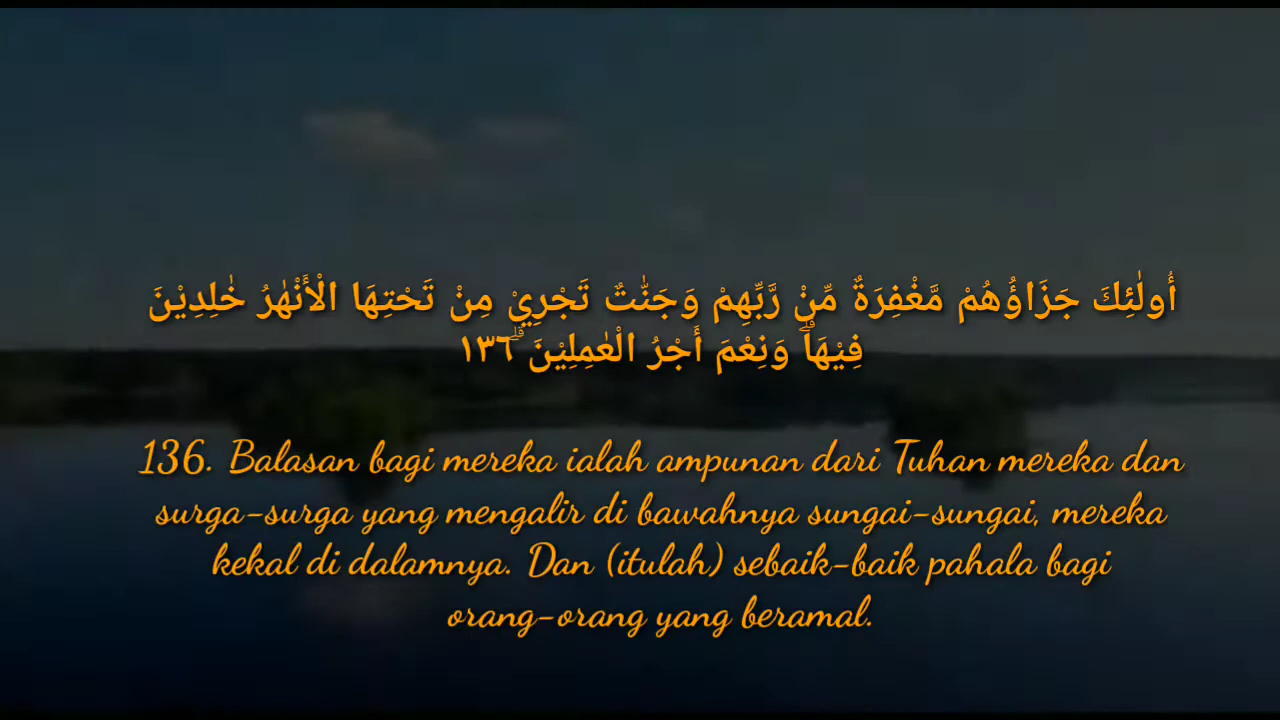 أُولٰئِكَ جَزَاؤُهُمْ مَّغْفِرَةٌ مِّنْ رَّبِّهِمْ وَجَنّٰتٌ تَجْرِيْ مِنْ تَحْتِهَا الْأَنْهٰرُ خٰلِدِيْنَ
فِيْهَاۗ وَنِعْمَ أَجْرُ الْعٰمِلِيْنَۗ ١٣٦
136. Balasan bagi mereka ialah ampunan dari Tuhan mereka dan
surga-surga yang mengalir di bawahnya sungai-sungai, mereka
kekal di dalamnya. Dan (itulah) sebaik-baik pahala bagi
orang-orang yang beramal.